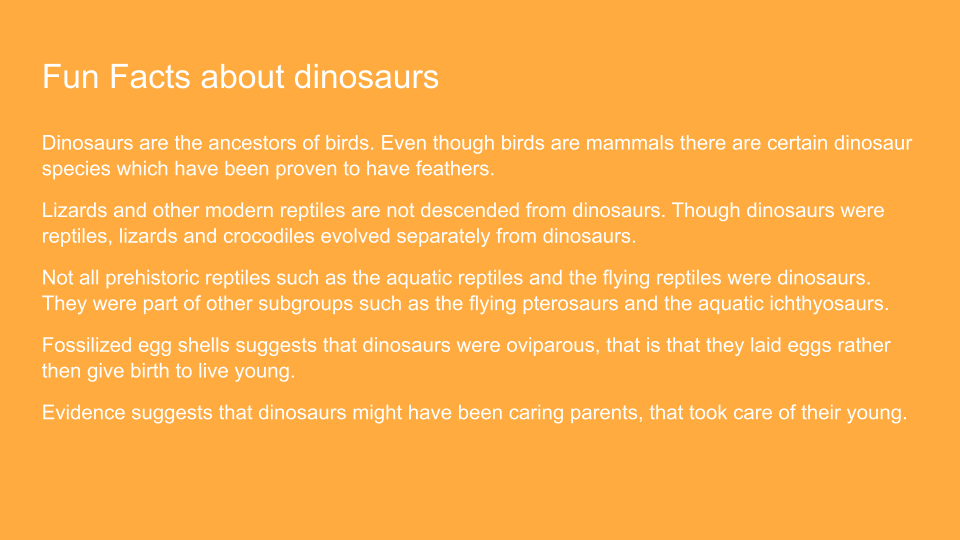 Fun Facts about dinosaurs
Dinosaurs are the ancestors of birds. Even though birds are mammals there are certain dinosaur
species which have been proven to have feathers.
Lizards and other modern reptiles are not descended from dinosaurs. Though dinosaurs were
reptiles, lizards and crocodiles evolved separately from dinosaurs.
Not all prehistoric reptiles such as the aquatic reptiles and the flying reptiles were dinosaurs.
They were part of other subgroups such as the flying pterosaurs and the aquatic ichthyosaurs.
Fossilized egg shells suggests that dinosaurs were oviparous, that is that they laid eggs rather
then give birth to live young.
Evidence suggests that dinosaurs might have been caring parents, that took care of their young.